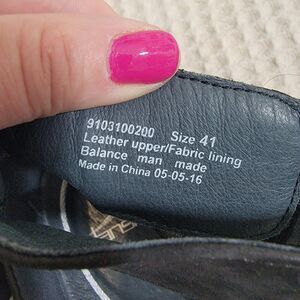 9103100200 Size 41
Leather upper/Fabric lining
Balance man made
Made in China 05-05-16